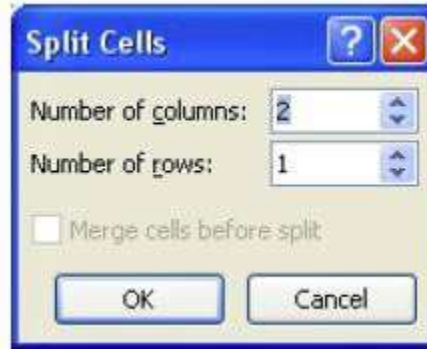 Split Cells ?
Number of columns: 2
Number of rows: 1
Merge cells before split
OK Cancel